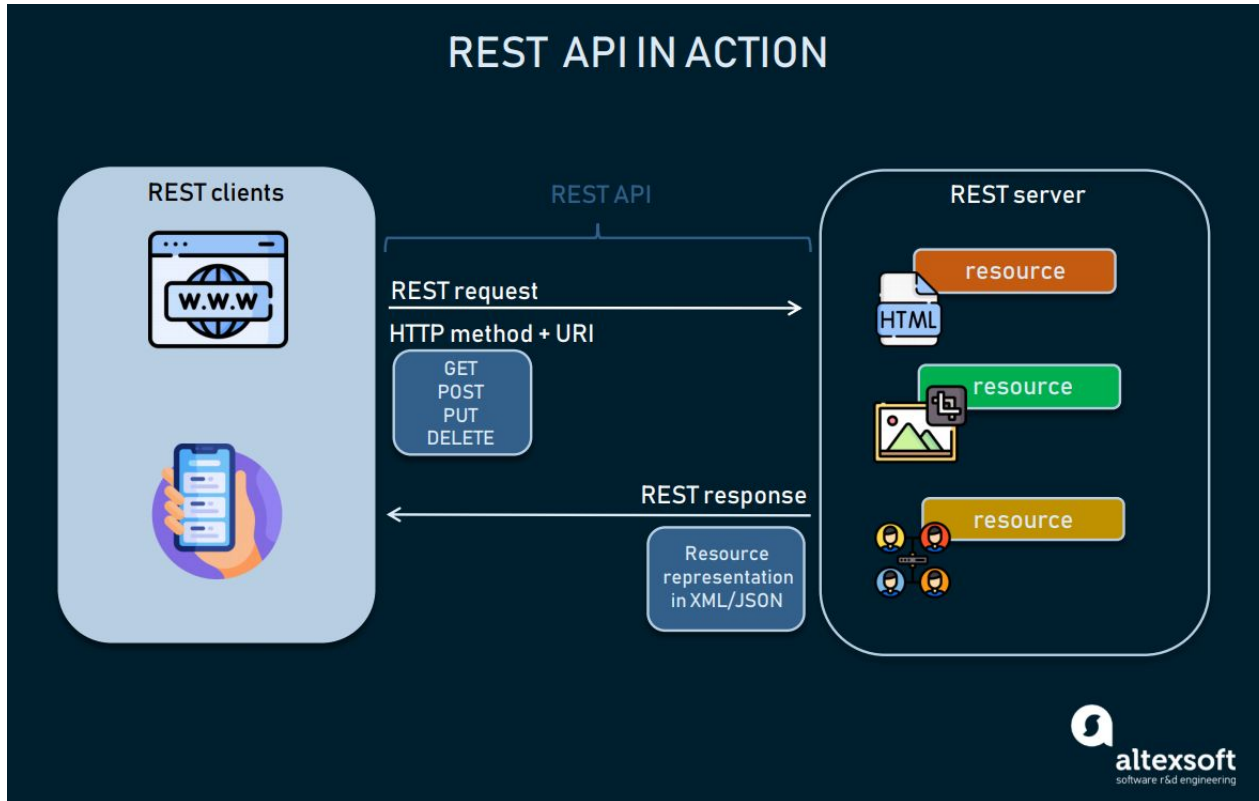 REST API IN ACTION
REST clients
W.W.W
REST API
REST request
HTTP method + URI
GET
POST
PUT
DELETE
REST response
Resource
representation
in XML/JSON
REST server
resource
HTML
resource
resource
altexsoft
software r&d engineering